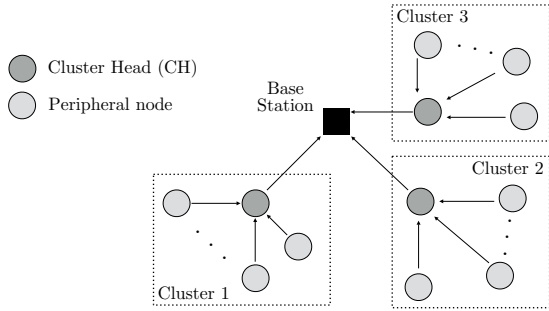 Cluster 3
Cluster Head (CH)
Peripheral node
Base
Station
Cluster 2
Cluster 1